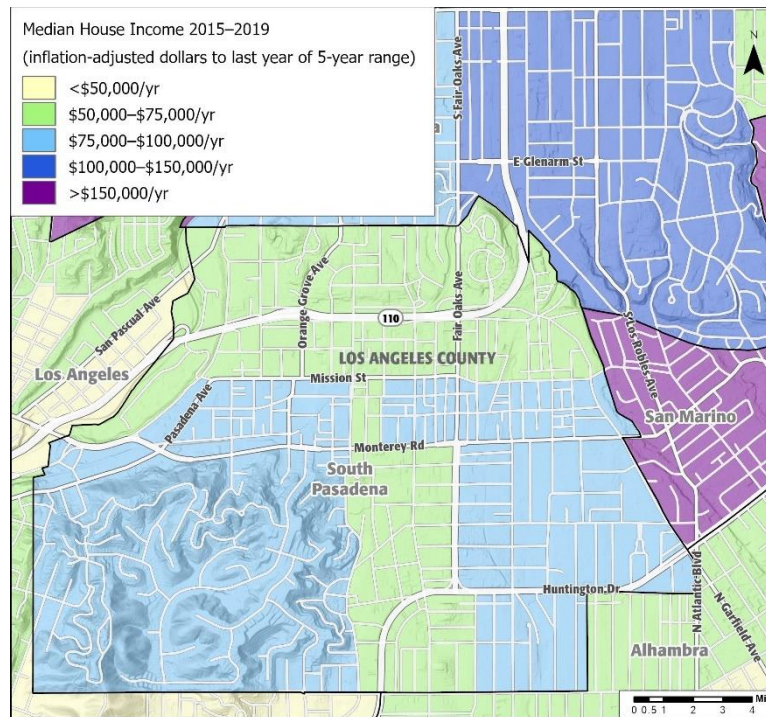 Median House Income 2015–2019
(inflation-adjusted dollars to last year of 5-year range)
<$50,000/yr
$50,000–$75,000/yr
$75,000–$100,000/yr
$100,000–$150,000/yr
>$150,000/yr
N
S Fair Oaks Ave
E Glenarm St
San Pascual Ave
Orange Grove Ave
110
Fair Oaks Ave
S Los Robles Ave
Los Angeles
LOS ANGELES COUNTY
Mission St
Pasadena Ave
San Marino
Monterey Rd
South
Pasadena
Huntington Dr
N Atlantic Blvd
N Garfield Ave
Alhambra
Mi
0 0.5 1 2 3 4